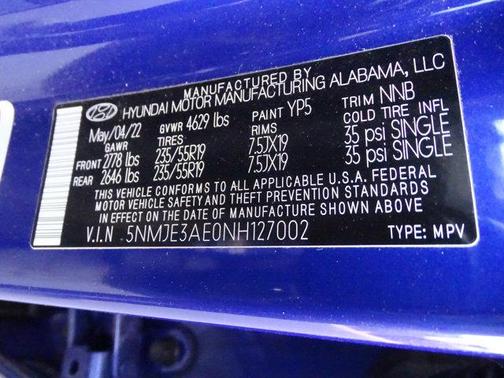 MANUFACTURED BY
HYUNDAI MOTOR MANUFACTURING ALABAMA, LLC
May/04/22 GVWR 4629 lbs PAINT YP5 TRIM NNB
GAWR TIRES RIMS COLD TIRE INFL
FRONT 2778 lbs 235/55R19 7.5JX19 35 psi SINGLE
REAR 2646 lbs 235/55R19 7.5JX19 35 psi SINGLE
THIS VEHICLE CONFORMS TO ALL APPLICABLE U.S.A. FEDERAL
MOTOR VEHICLE SAFETY AND THEFT PREVENTION STANDARDS
IN EFFECT ON THE DATE OF MANUFACTURE SHOWN ABOVE.
V.I.N 5NMJE3AE0NH127002 TYPE: MPV